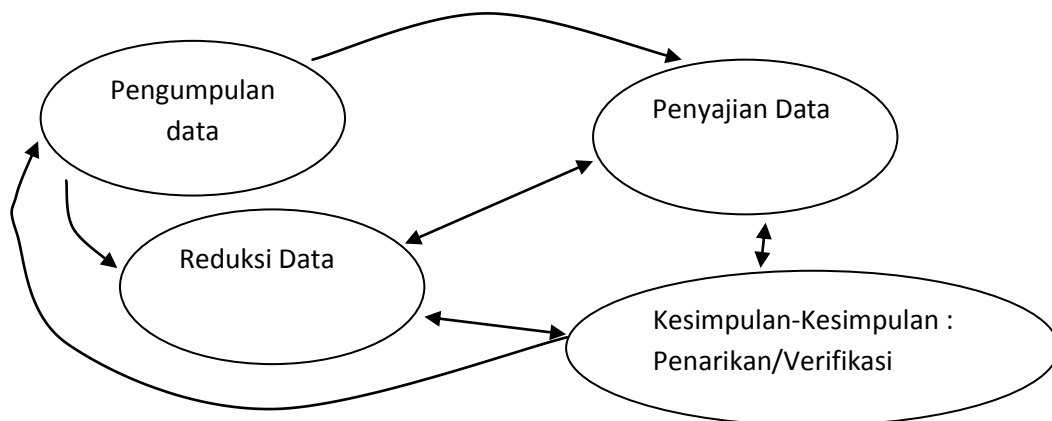 Pengumpulan
data
Penyajian Data
Reduksi Data
Kesimpulan-Kesimpulan :
Penarikan/Verifikasi